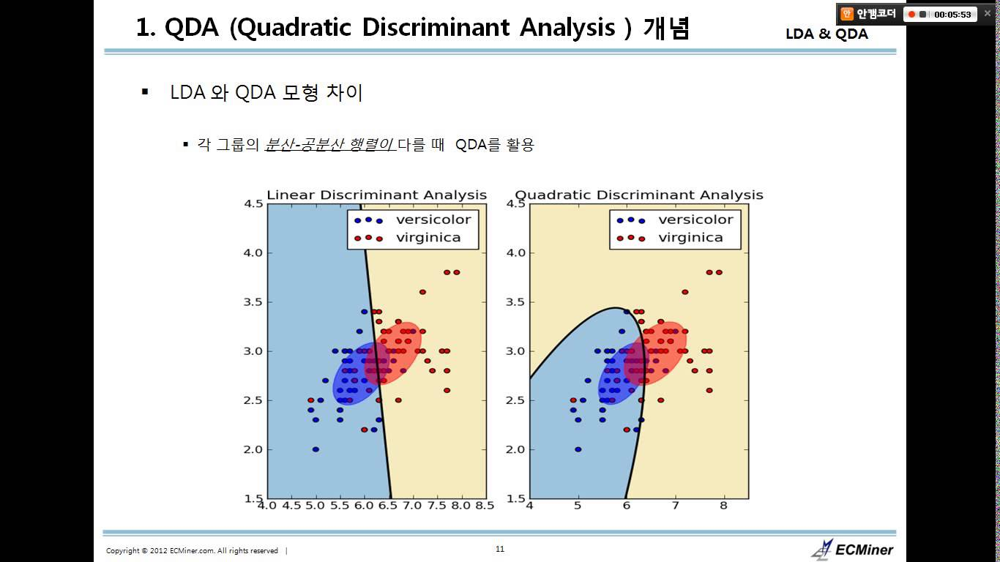 안 안캠코더 00:05:53
1. QDA (Quadratic Discriminant Analysis ) 개념
LDA & QDA
LDA 와 QDA 모형 차이
각 그룹의 분산-공분산 행렬이 다를 때 QDA를 활용
Linear Discriminant Analysis
versicolor
virginica
4.5
4.0
3.5
3.0
2.5
2.0
1.5
4.0 4.5 5.0 5.5 6.0 6.5 7.0 7.5 8.0 8.5
Quadratic Discriminant Analysis
versicolor
virginica
4.5
4.0
3.5
3.0
2.5
2.0
1.5
4 5 6 7 8
Copyright © 2012 ECMiner.com. All rights reserved |
11
ECMiner